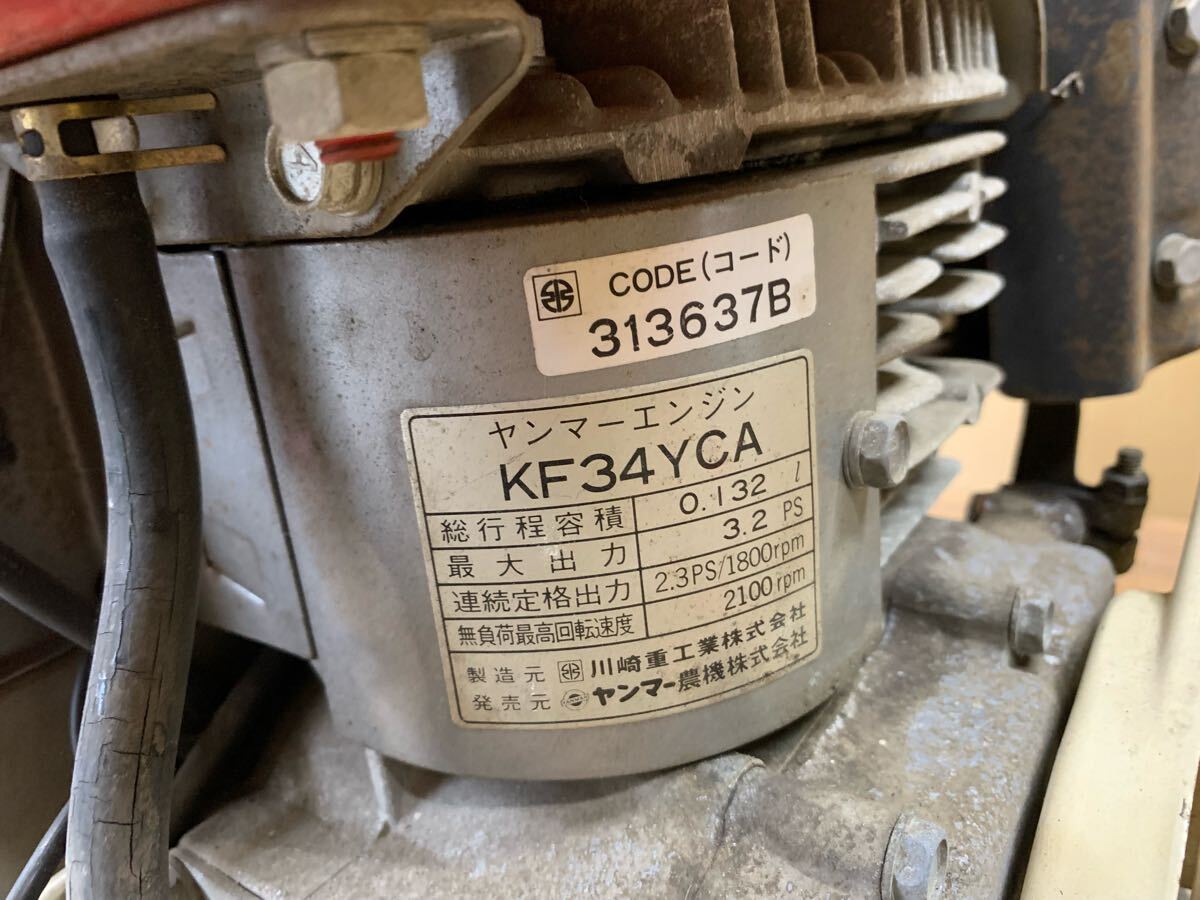 CODE(コード)
313637B
ヤンマーエンジン
KF34YCA
総行程容積 0.132 l
最大出力 3.2 PS
連続定格出力 2.3PS/1800rpm
無負荷最高回転速度 2100rpm
製造元 川崎重工業株式会社
発売元 ヤンマー農機株式会社